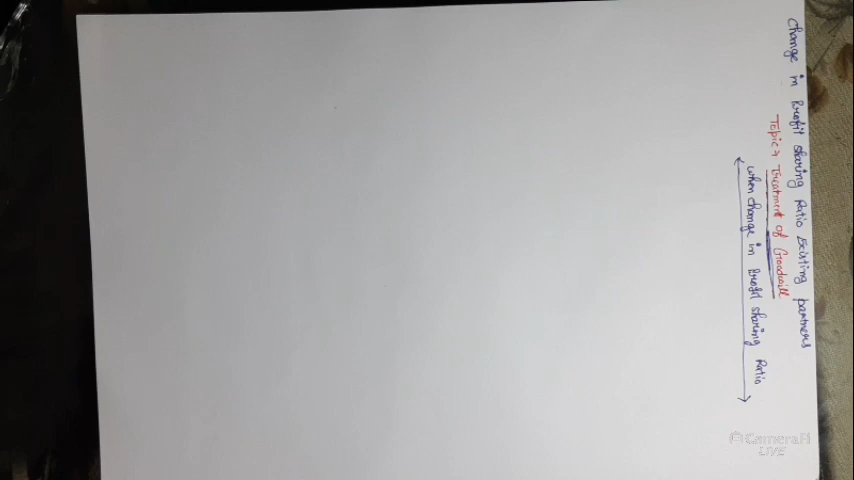 Change in Profit sharing Ratio Existing partners
Topic → Treatment of Goodwill
when change in Profit sharing Ratio
CameraFi
LIVE